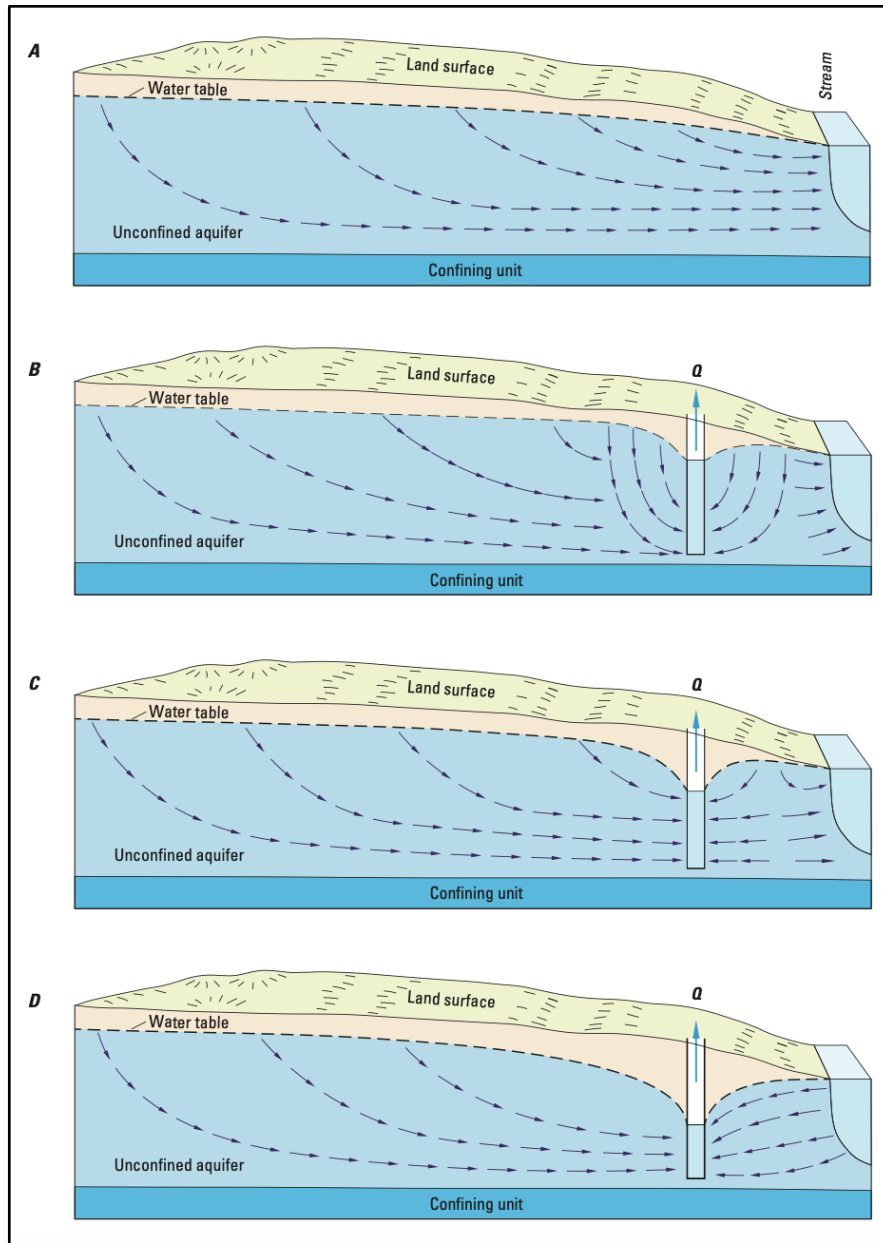 A
Land surface
Stream
Water table
Unconfined aquifer
Confining unit
B
Q
Land surface
Water table
Unconfined aquifer
Confining unit
C
Q
Land surface
Water table
Unconfined aquifer
Confining unit
D
Q
Land surface
Water table
Unconfined aquifer
Confining unit